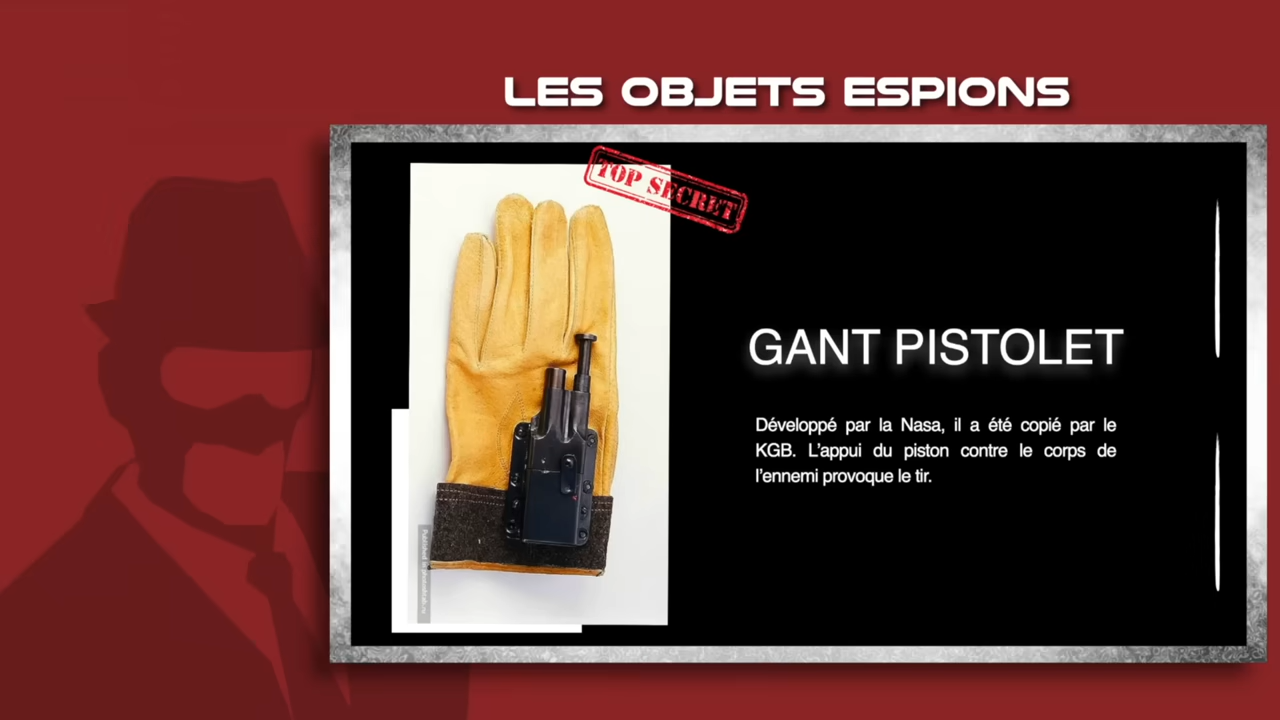 LES OBJETS ESPIONS
TOP SECRET
GANT PISTOLET
Développé par la Nasa, il a été copié par le
KGB. L'appui du piston contre le corps de
l'ennemi provoque le tir.